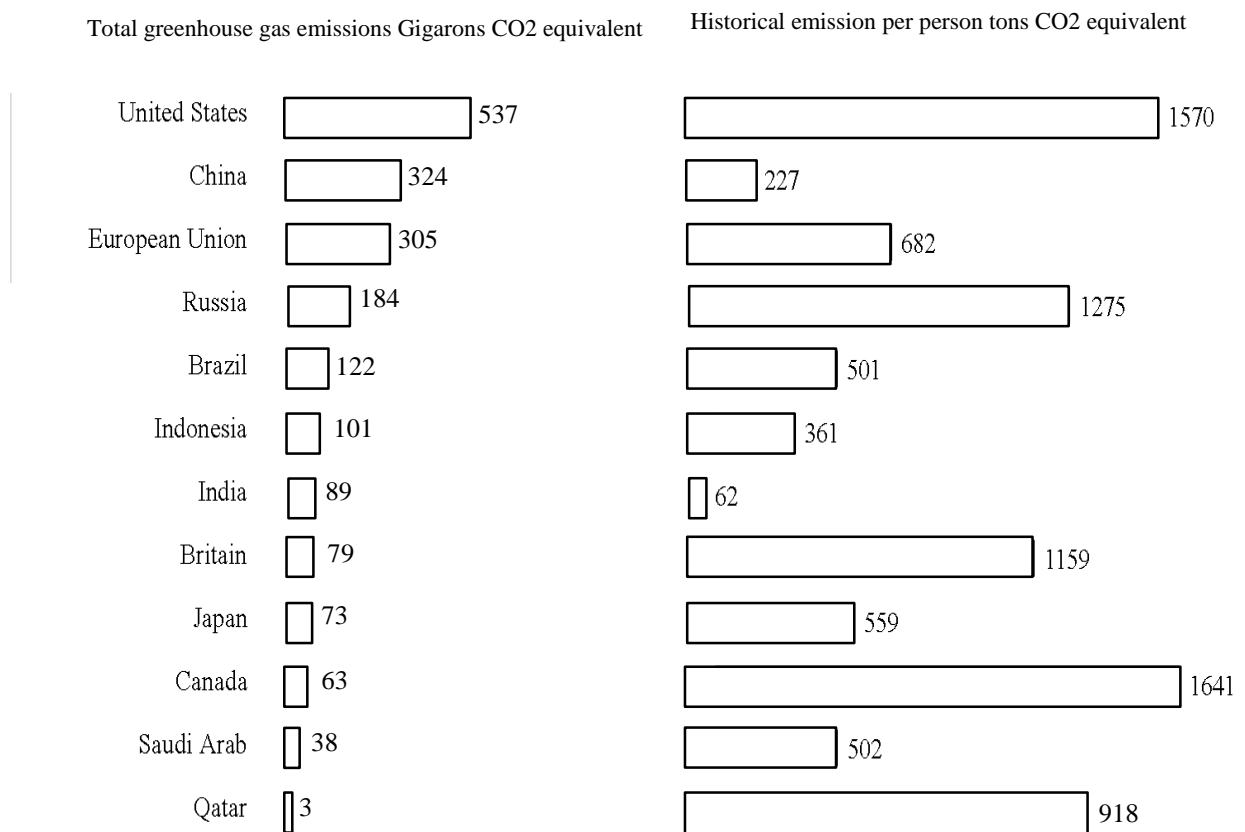 Total greenhouse gas emissions Gigarons CO2 equivalent
Historical emission per person tons CO2 equivalent
United States 537 1570
China 324 227
European Union 305 682
Russia 184 1275
Brazil 122 501
Indonesia 101 361
India 89 62
Britain 79 1159
Japan 73 559
Canada 63 1641
Saudi Arab 38 502
Qatar 3 918